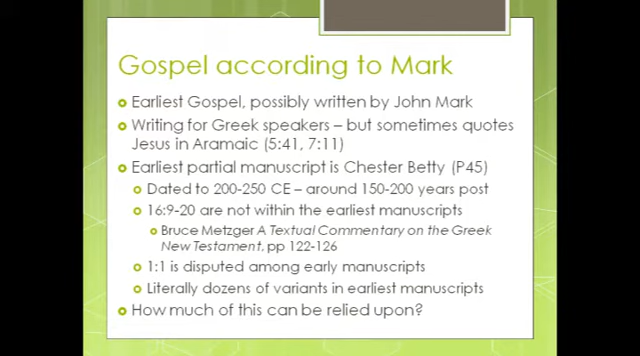 Gospel according to Mark
Earliest Gospel, possibly written by John Mark
Writing for Greek speakers – but sometimes quotes
Jesus in Aramaic (5:41, 7:11)
Earliest partial manuscript is Chester Betty (P45)
Dated to 200-250 CE – around 150-200 years post
16:9-20 are not within the earliest manuscripts
Bruce Metzger A Textual Commentary on the Greek
New Testament, pp 122-126
1:1 is disputed among early manuscripts
Literally dozens of variants in earliest manuscripts
How much of this can be relied upon?